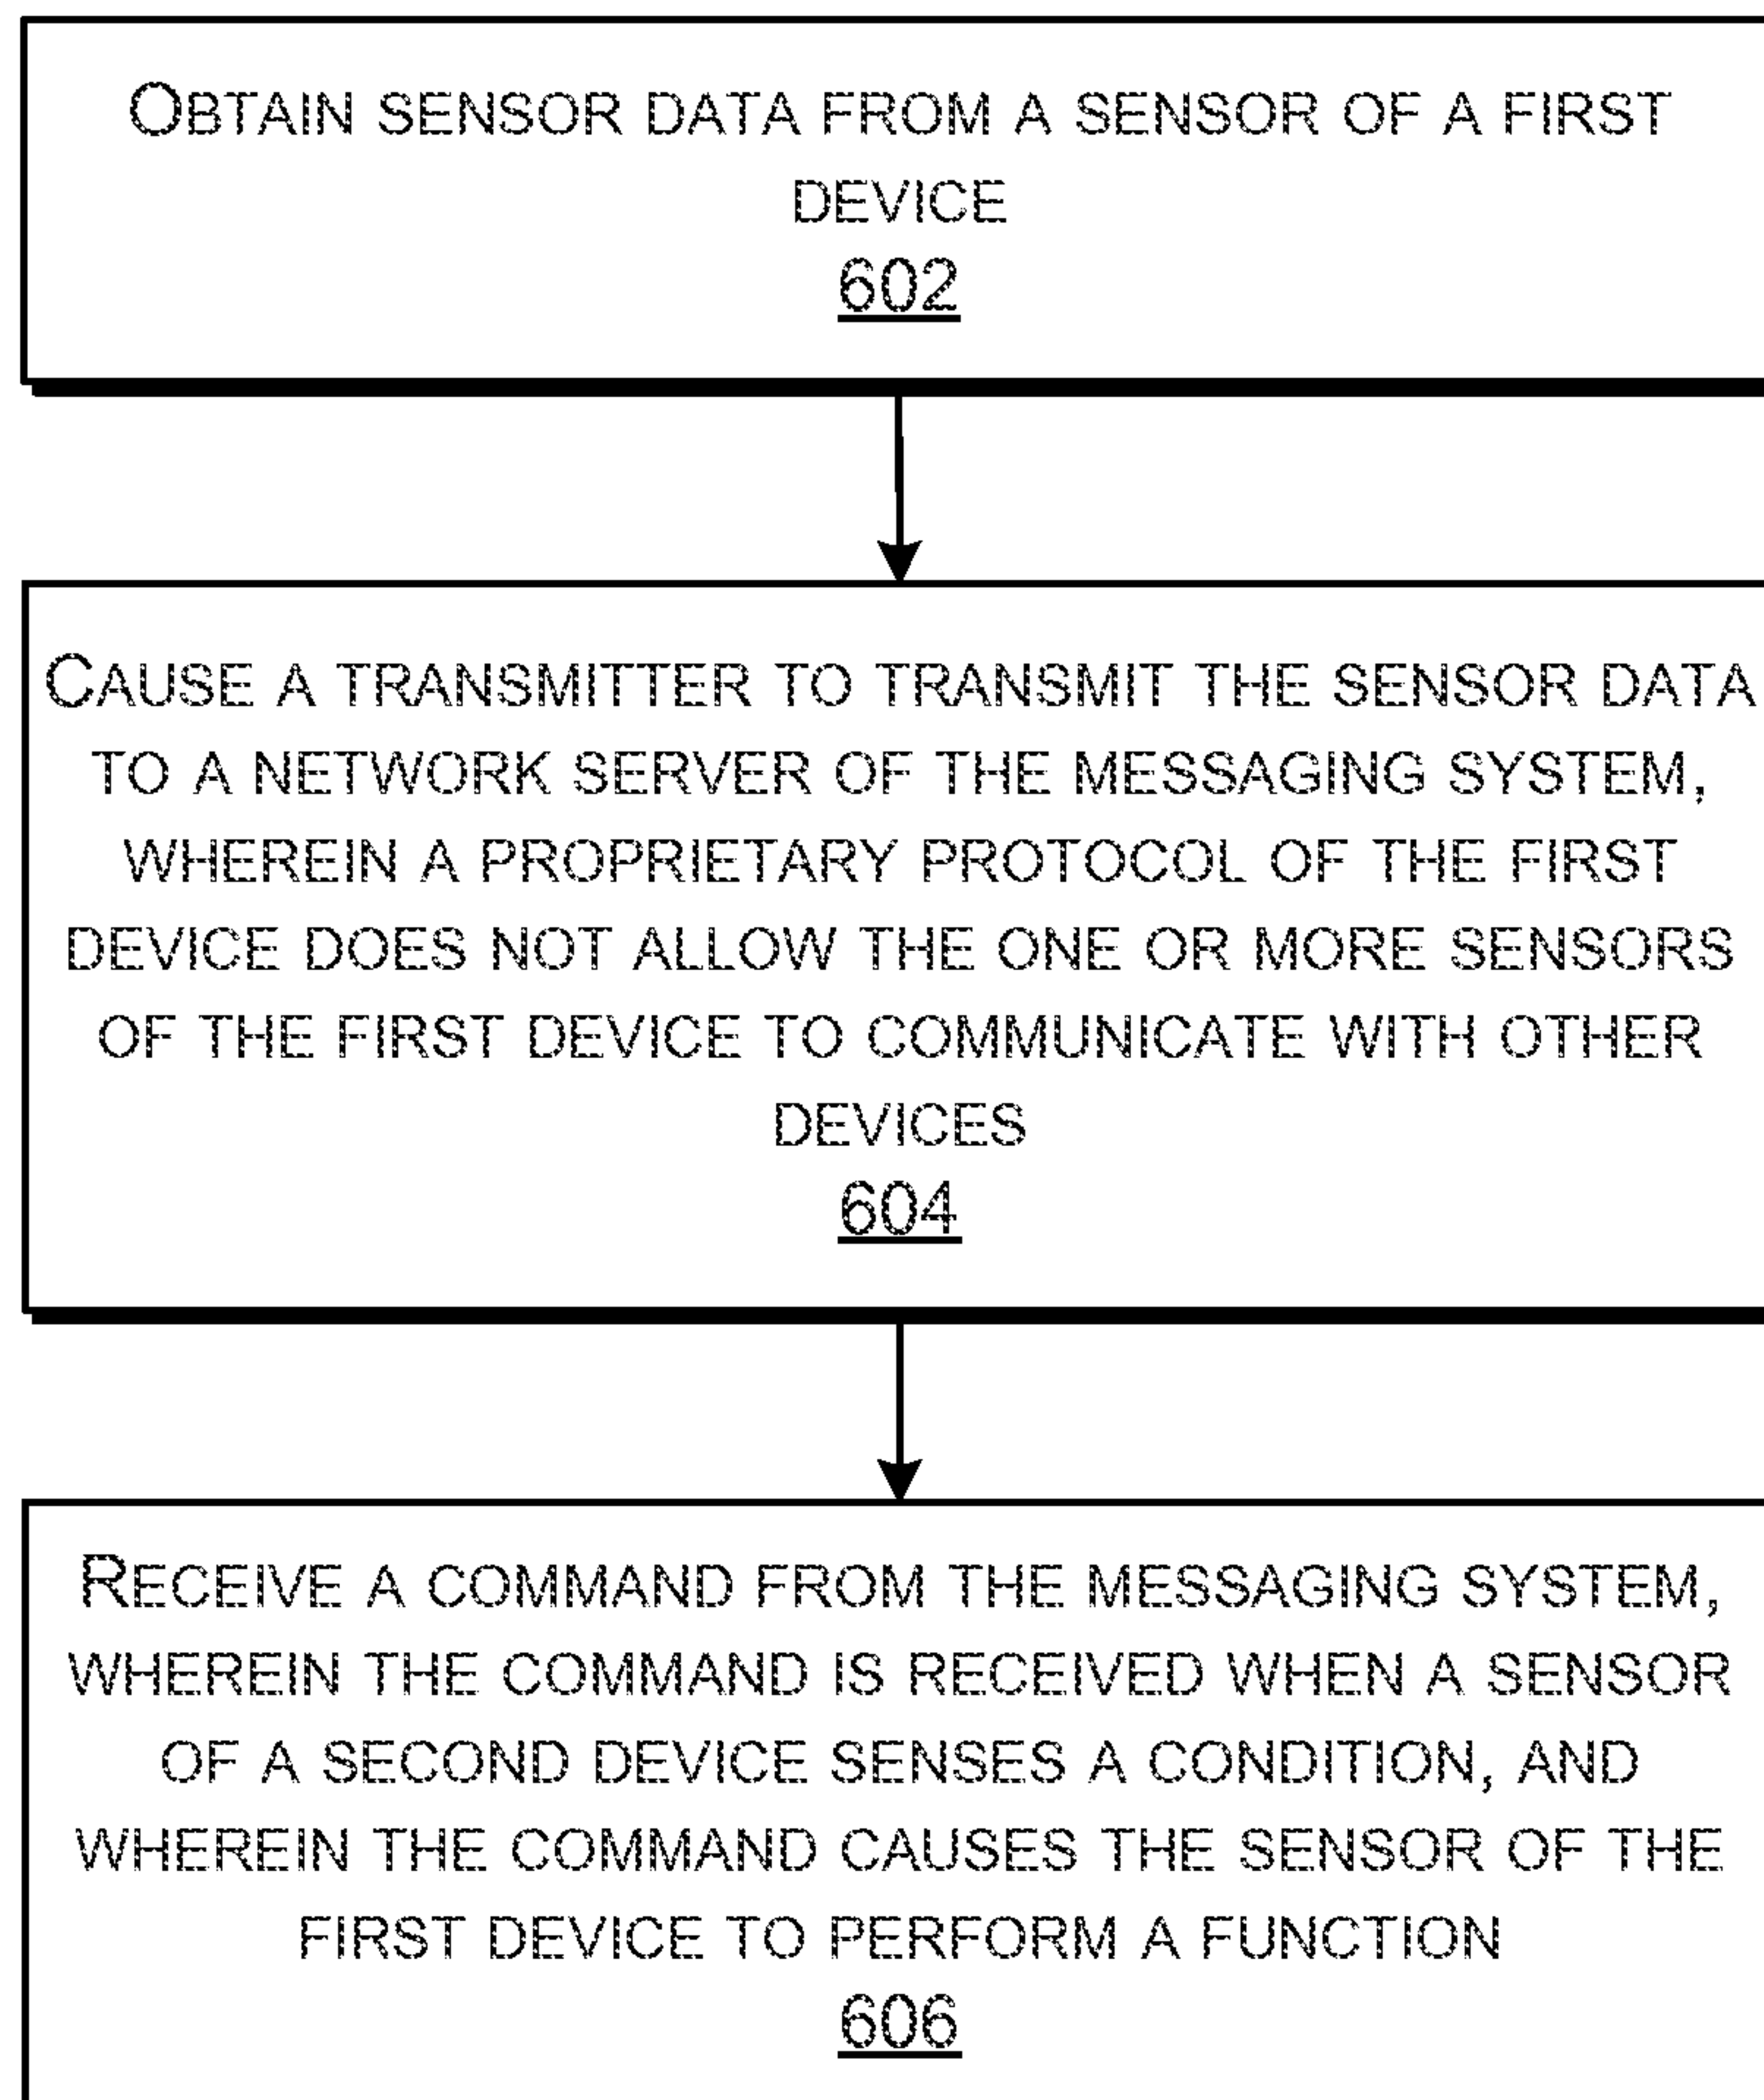 OBTAIN SENSOR DATA FROM A SENSOR OF A FIRST
DEVICE
602
CAUSE A TRANSMITTER TO TRANSMIT THE SENSOR DATA
TO A NETWORK SERVER OF THE MESSAGING SYSTEM,
WHEREIN A PROPRIETARY PROTOCOL OF THE FIRST
DEVICE DOES NOT ALLOW THE ONE OR MORE SENSORS
OF THE FIRST DEVICE TO COMMUNICATE WITH OTHER
DEVICES
604
RECEIVE A COMMAND FROM THE MESSAGING SYSTEM,
WHEREIN THE COMMAND IS RECEIVED WHEN A SENSOR
OF A SECOND DEVICE SENSES A CONDITION, AND
WHEREIN THE COMMAND CAUSES THE SENSOR OF THE
FIRST DEVICE TO PERFORM A FUNCTION
606